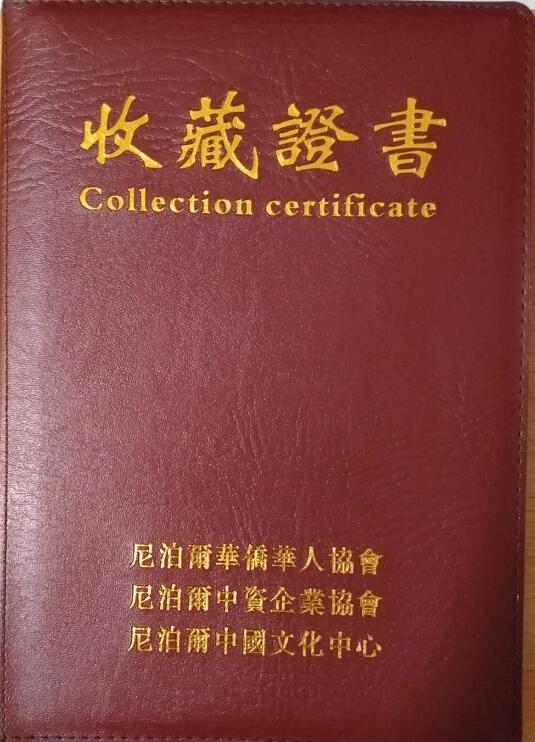 收藏證書
Collection certificate
尼泊爾華僑華人協會
尼泊爾中資企業協會
尼泊爾中國文化中心